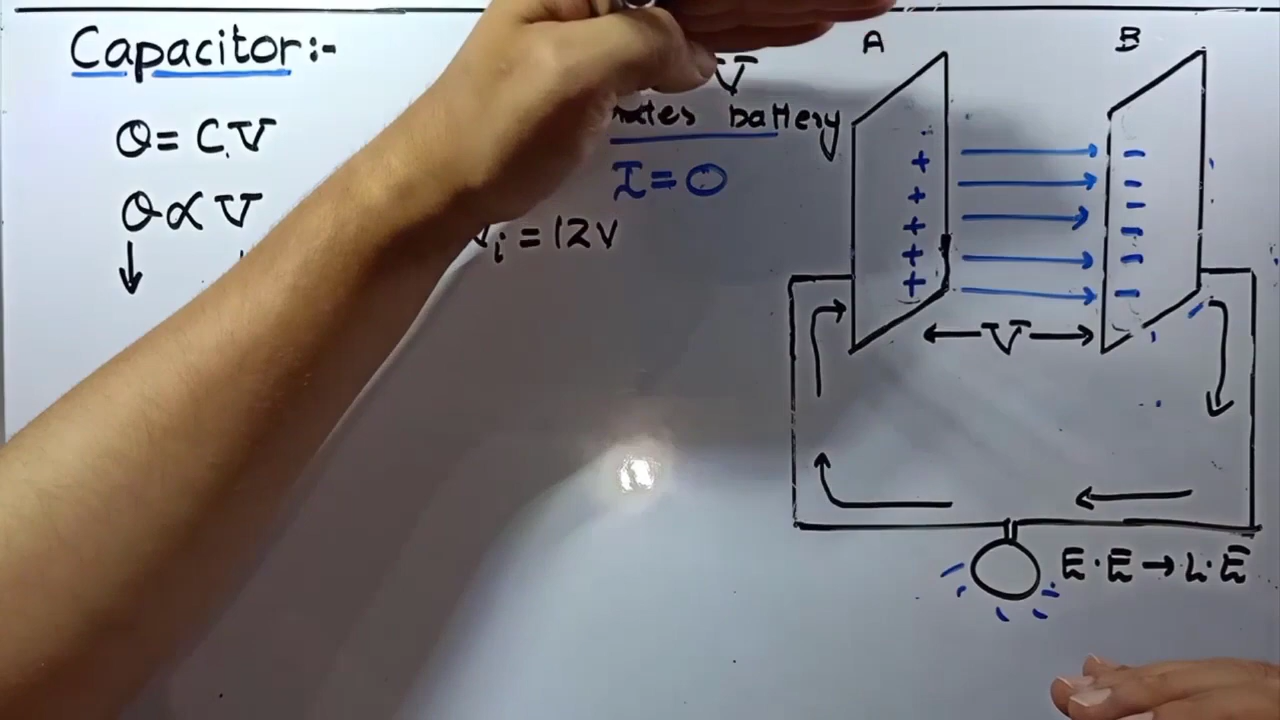 Capacitor:-
Q = CV
Q ∝ V
↓
V
battery
I = 0
i = 12V
A
B
+ + + + +
- - - - -
← V →
E.E → L.E